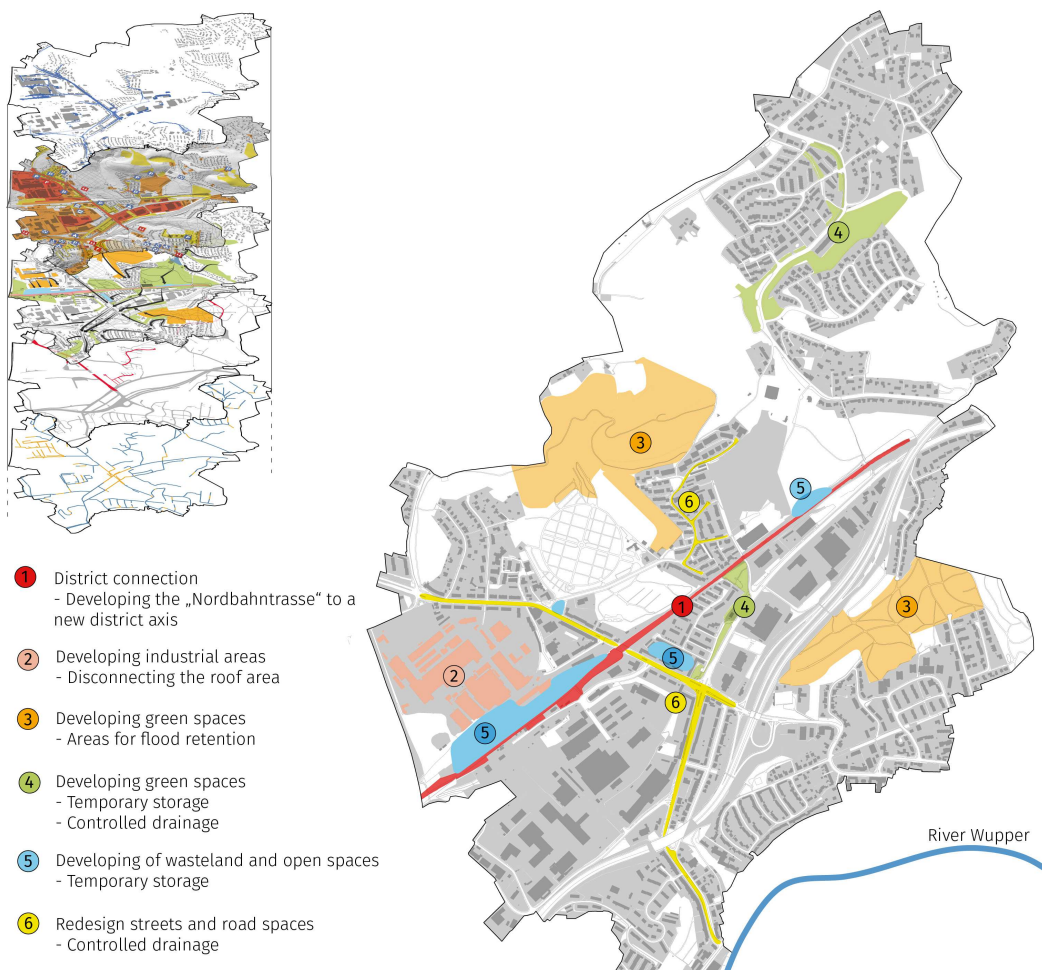 1 District connection
- Developing the „Nordbahntrasse“ to a
new district axis
2 Developing industrial areas
- Disconnecting the roof area
3 Developing green spaces
- Areas for flood retention
4 Developing green spaces
- Temporary storage
- Controlled drainage
5 Developing of wasteland and open spaces
- Temporary storage
6 Redesign streets and road spaces
- Controlled drainage
4
3
5
6
1
4
3
5
2
6
5
River Wupper